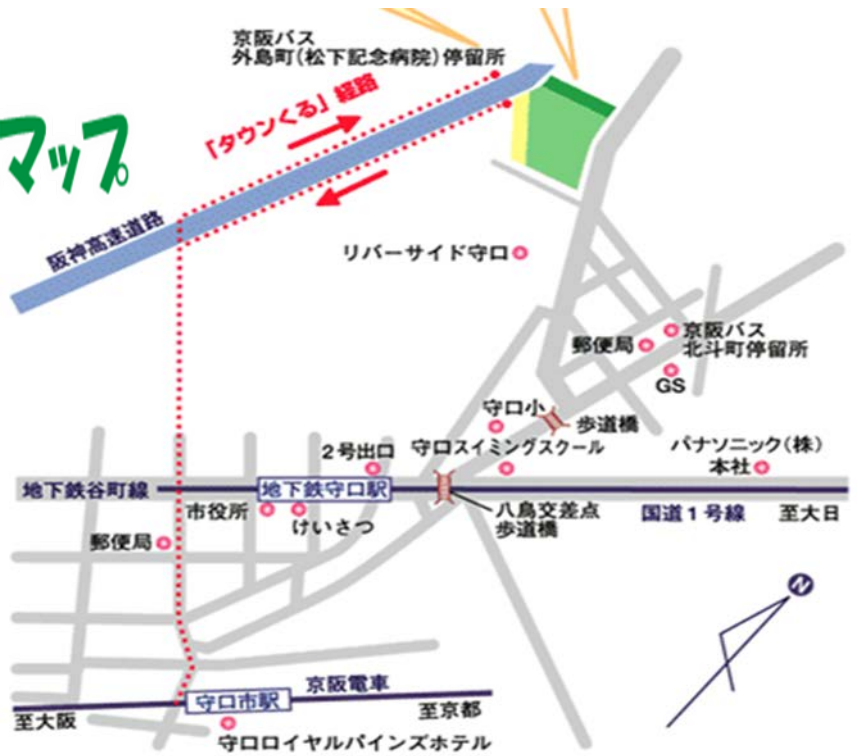 京阪バス
外島町(松下記念病院)停留所
「タウンくる」経路
マップ
阪神高速道路
リバーサイド守口
京阪バス
北斗町停留所
郵便局
GS
守口小
歩道橋
2号出口
守口スイミングスクール
パナソニック(株)
本社
地下鉄谷町線
地下鉄守口駅
市役所
けいさつ
八島交差点
歩道橋
国道1号線
至大日
郵便局
N
京阪電車
守口市駅
至大阪
至京都
守口ロイヤルパインズホテル